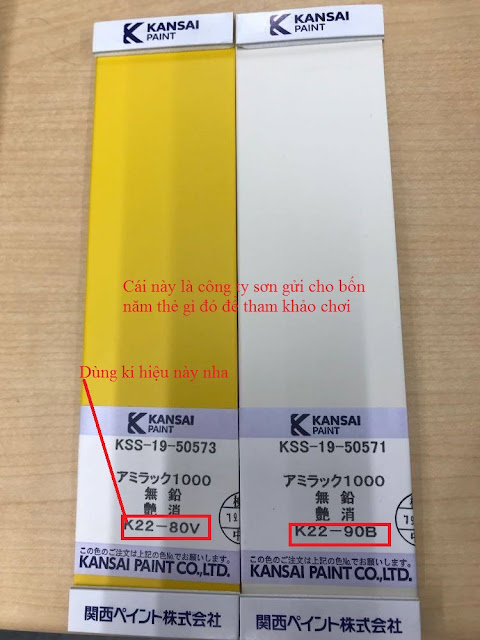 KANSAI
PAINT
KANSAI
PAINT
Cái này là công ty sơn gửi cho bốn
năm thẻ gì đó để tham khảo chơi
Dùng kí hiệu này nha
KANSAI
PAINT
KSS-19-50573
アミラック1000
無鉛
艶消
K22-80V
この色のご注文は上記の色№でお願いします。
KANSAI PAINT CO.,LTD.
関西ペイント株式会社
KANSAI
PAINT
KSS-19-50571
アミラック1000
無鉛
艶消
K22-90B
この色のご注文は上記の色№でお願いします。
KANSAI PAINT CO.,LTD.
関西ペイント株式会社